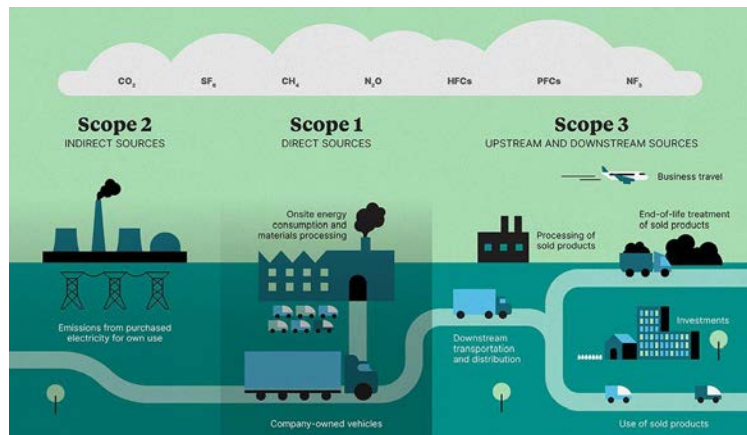 CO₂ SF₆ CH₄ N₂O HFCs PFCs NF₃
Scope 2
INDIRECT SOURCES
Emissions from purchased
electricity for own use
Scope 1
DIRECT SOURCES
Onsite energy
consumption and
materials processing
Company-owned vehicles
Scope 3
UPSTREAM AND DOWNSTREAM SOURCES
Business travel
Processing of
sold products
End-of-life treatment
of sold products
Downstream
transportation
and distribution
Investments
Use of sold products